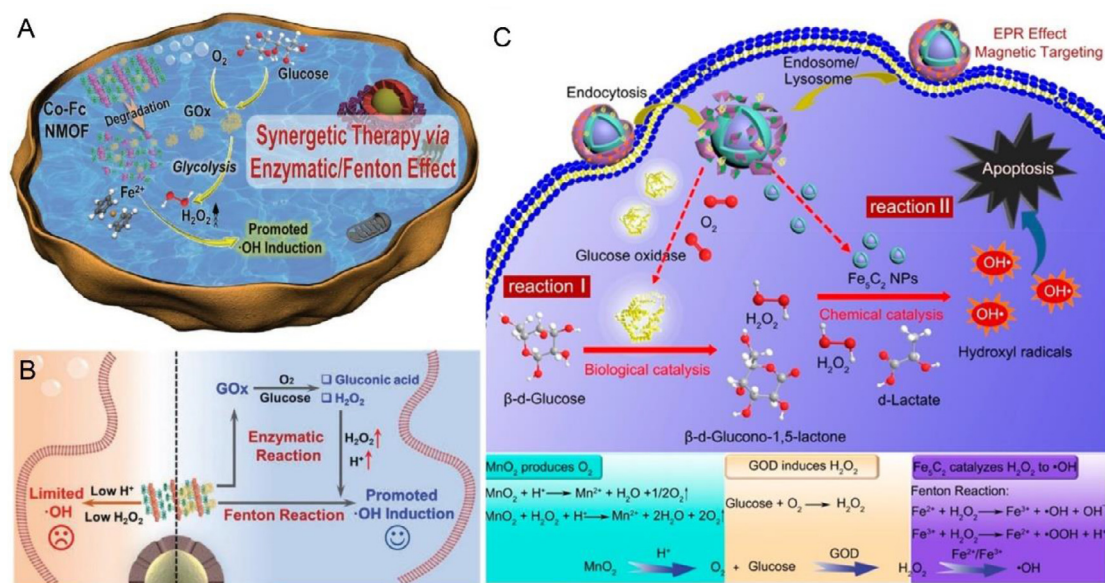 A
O₂
Glucose
Co-Fc
NMOF
Degradation
GOx
Synergetic Therapy via
Enzymatic/Fenton Effect
Glycolysis
Fe²⁺
H₂O₂
Promoted
·OH Induction
B
GOx
O₂
Glucose
❑ Gluconic acid
❑ H₂O₂
Enzymatic
Reaction
H₂O₂↑
H⁺↑
Limited
·OH
Low H⁺
Low H₂O₂
Fenton Reaction
Promoted
·OH Induction
C
EPR Effect
Magnetic Targeting
Endosome/
Lysosome
Endocytosis
Apoptosis
O₂
reaction II
Glucose oxidase
Fe₅C₂ NPs
reaction I
OH•
OH•
OH•
H₂O₂
Chemical catalysis
H₂O₂
Hydroxyl radicals
Biological catalysis
d-Lactate
β-d-Glucose
β-d-Glucono-1,5-lactone
MnO₂ produces O₂
MnO₂ + H⁺ → Mn²⁺ + H₂O +1/2O₂↑
MnO₂ + H₂O₂ + H⁺ → Mn²⁺ + 2H₂O + 2O₂↑
GOD induces H₂O₂
Glucose + O₂ → H₂O₂
Fe₅C₂ catalyzes H₂O₂ to •OH
Fenton Reaction:
Fe²⁺ + H₂O₂ → Fe³⁺ + •OH + OH⁻
Fe³⁺ + H₂O₂ → Fe²⁺ + •OOH + H⁺
MnO₂ H⁺ O₂ + Glucose GOD H₂O₂ Fe²⁺/Fe³⁺ •OH